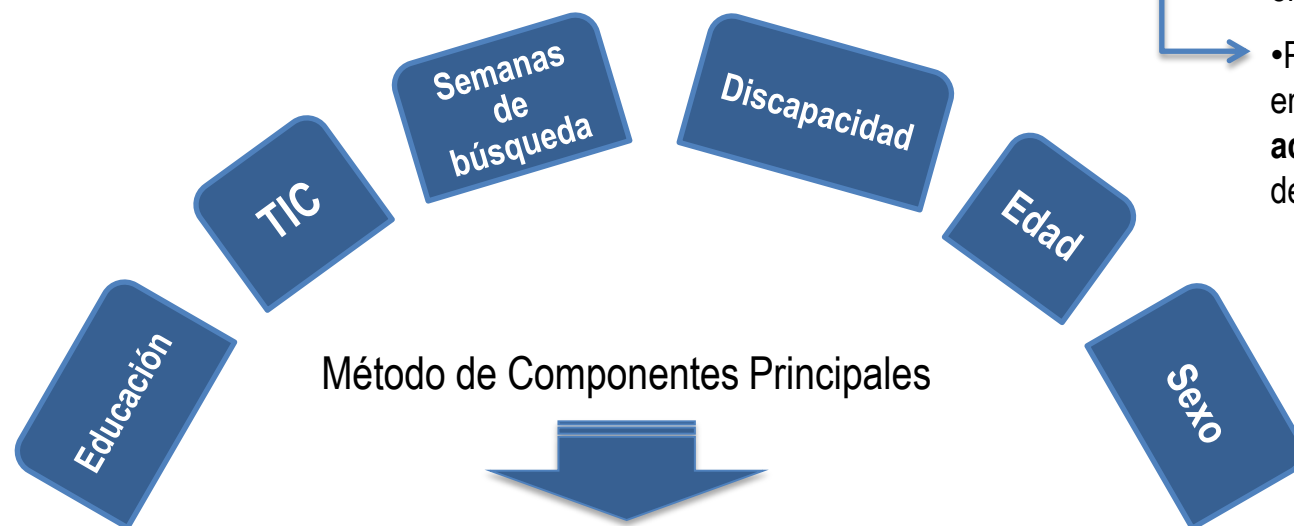 Semanas
de
búsqueda
Discapacidad
TIC
Edad
Educación
Sexo
Método de Componentes Principales